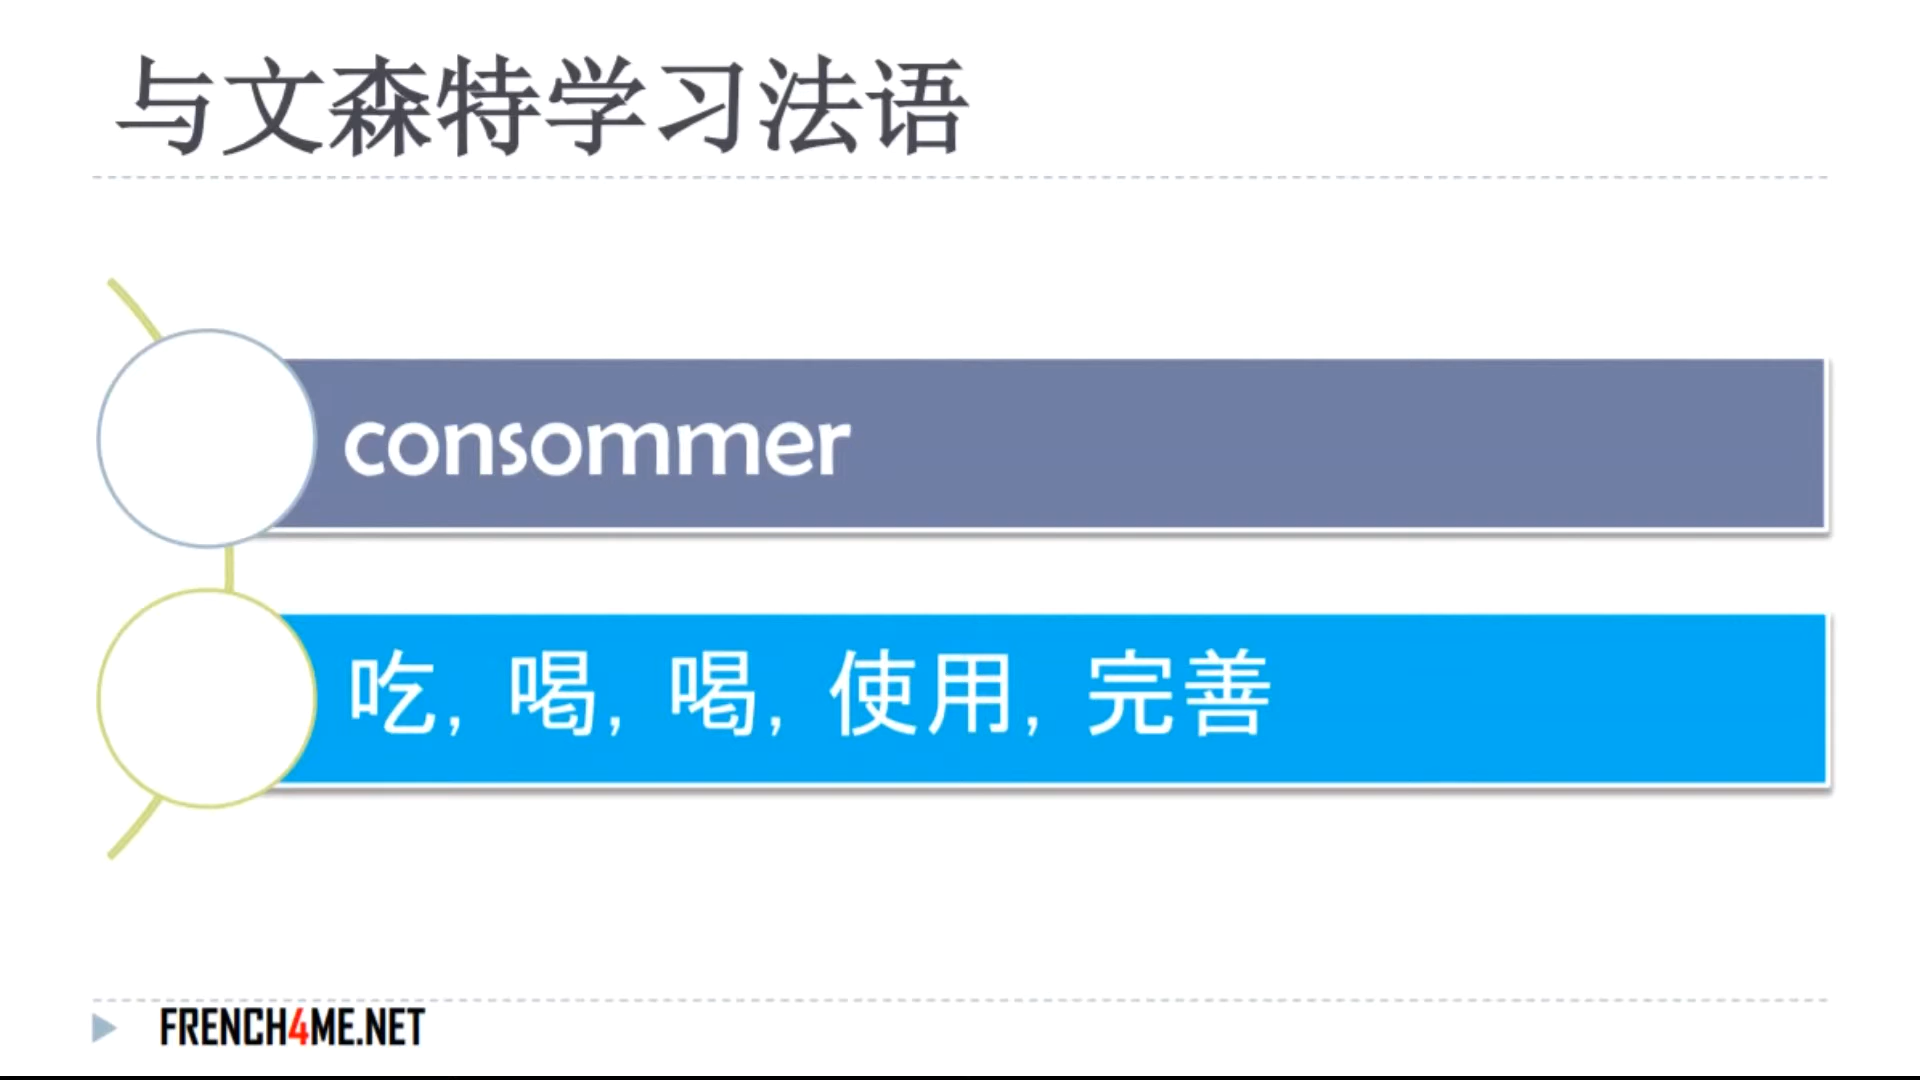 与文森特学习法语
consommer
吃, 喝, 喝, 使用, 完善
FRENCH4ME.NET